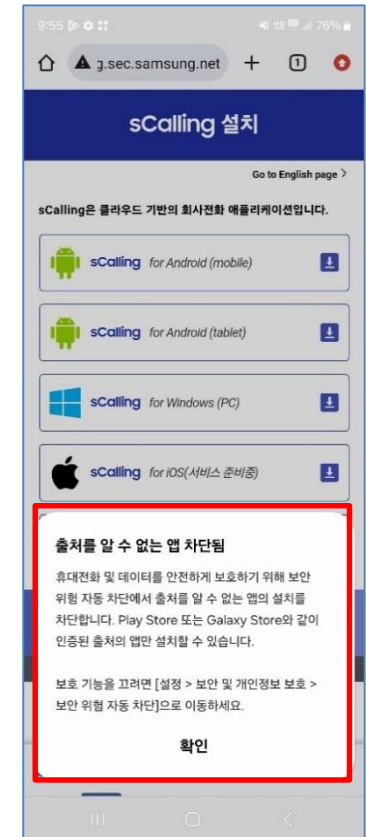 9:55
76%
g.sec.samsung.net
1
sCalling 설치
Go to English page >
sCalling은 클라우드 기반의 회사전화 애플리케이션입니다.
sCalling for Android (mobile)
sCalling for Android (tablet)
sCalling for Windows (PC)
sCalling for iOS(서비스 준비중)
출처를 알 수 없는 앱 차단됨
휴대전화 및 데이터를 안전하게 보호하기 위해 보안
위험 자동 차단에서 출처를 알 수 없는 앱의 설치를
차단합니다. Play Store 또는 Galaxy Store와 같이
인증된 출처의 앱만 설치할 수 있습니다.
보호 기능을 끄려면 [설정 > 보안 및 개인정보 보호 >
보안 위험 자동 차단]으로 이동하세요.
확인